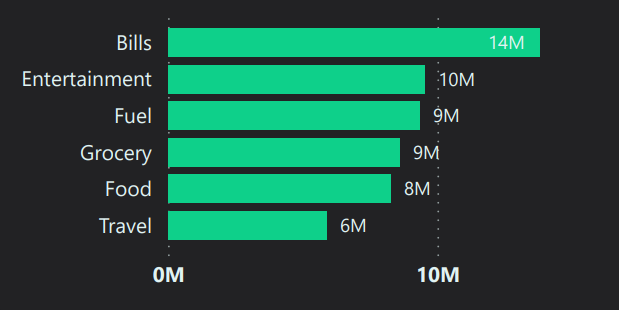 Bills 14M
Entertainment 10M
Fuel 9M
Grocery 9M
Food 8M
Travel 6M
0M 10M